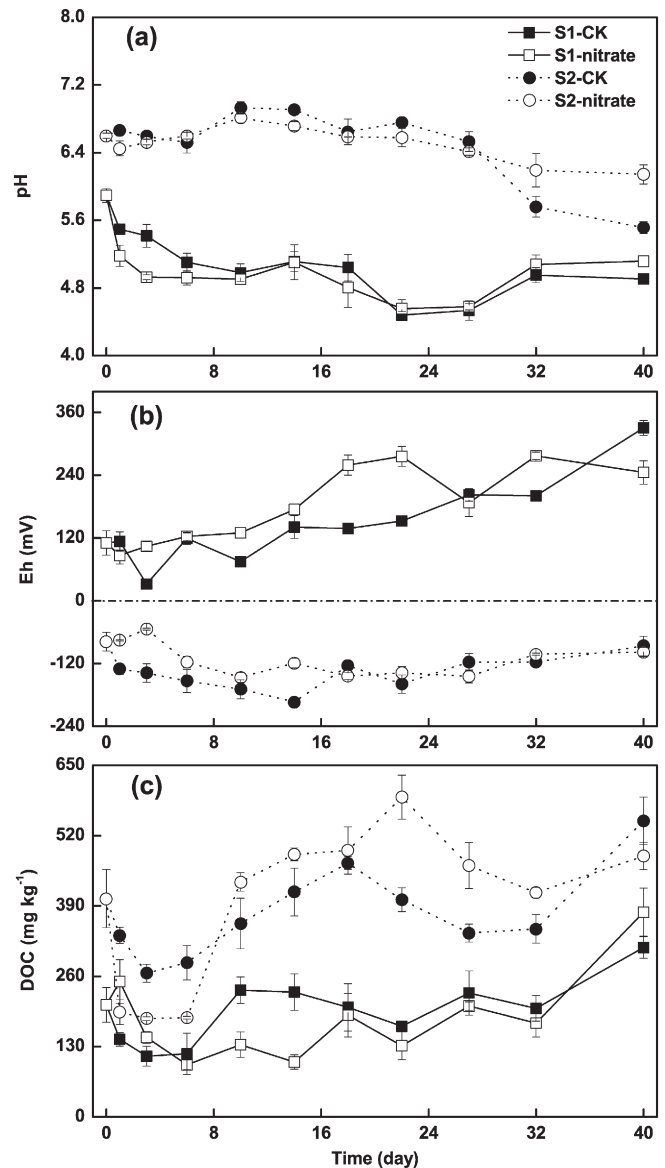 (a)
S1-CK
S1-nitrate
S2-CK
S2-nitrate
8.0
7.2
6.4
5.6
4.8
4.0
pH
0 8 16 24 32 40
(b)
360
240
120
0
-120
-240
Eh (mV)
0 8 16 24 32 40
(c)
650
520
390
260
130
0
DOC (mg kg⁻¹)
0 8 16 24 32 40
Time (day)